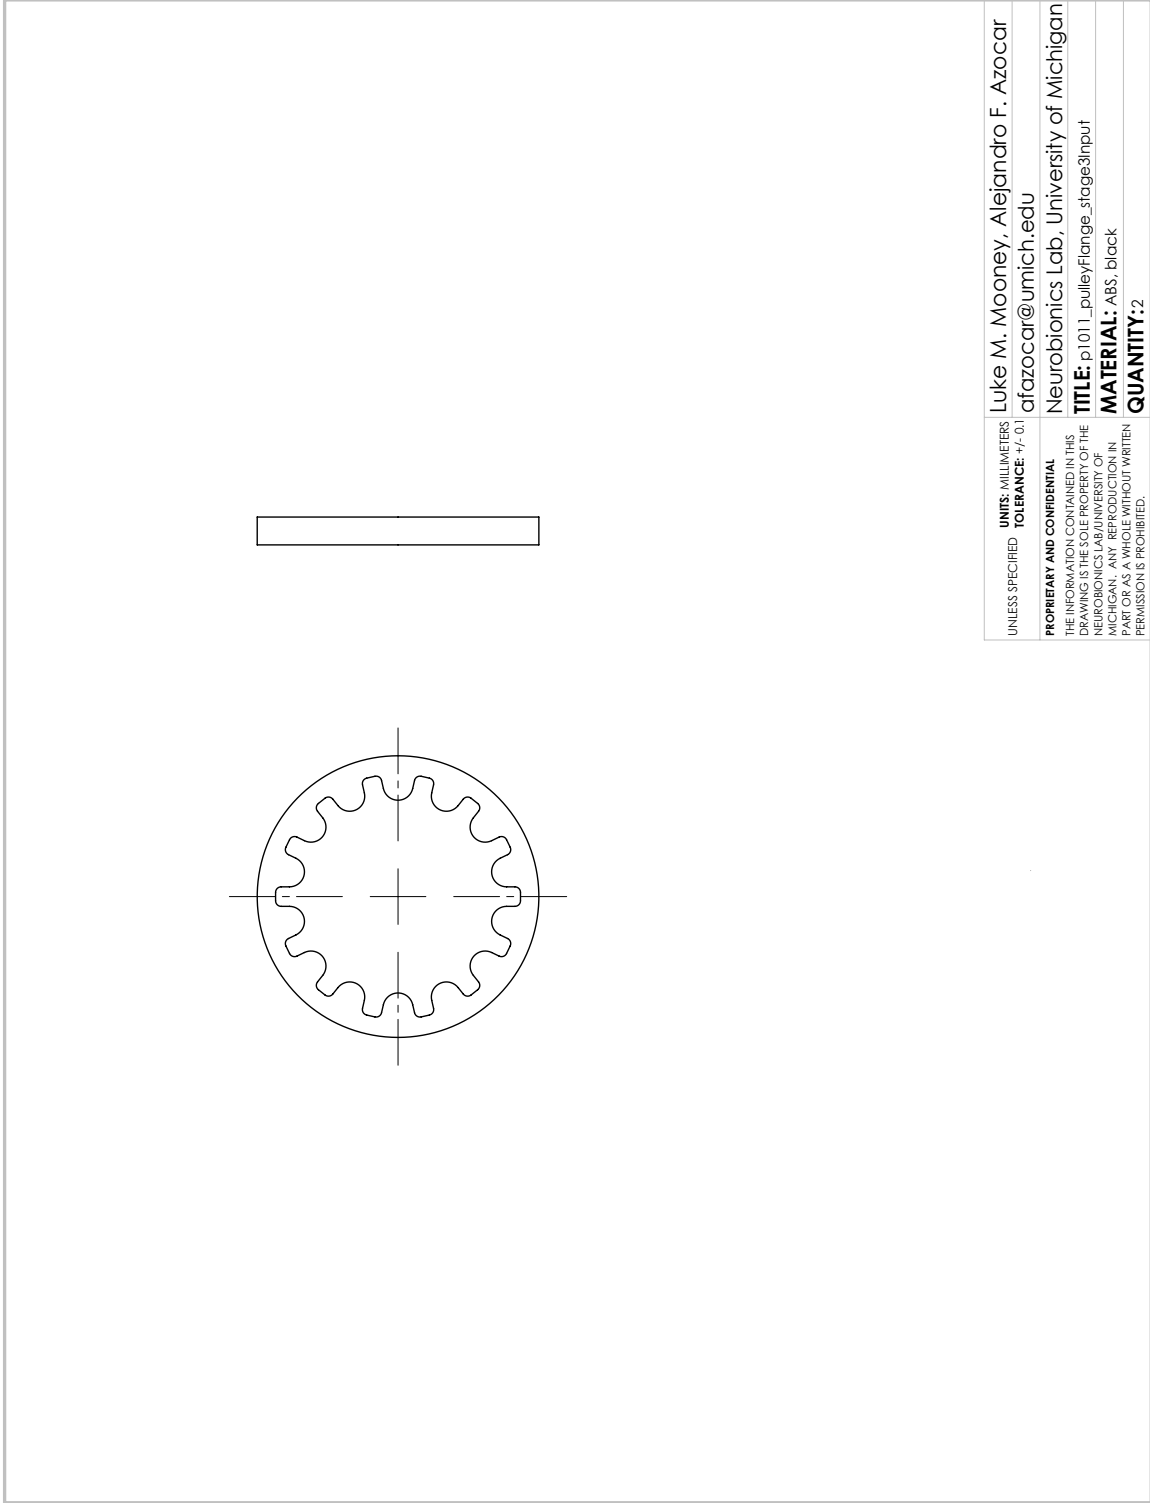 UNLESS SPECIFIED
UNITS: MILLIMETERS
TOLERANCE: +/- 0.1
PROPRIETARY AND CONFIDENTIAL
THE INFORMATION CONTAINED IN THIS
DRAWING IS THE SOLE PROPERTY OF THE
NEUROBIONICS LAB/UNIVERSITY OF
MICHIGAN. ANY REPRODUCTION IN
PART OR AS A WHOLE WITHOUT WRITTEN
PERMISSION IS PROHIBITED.
Luke M. Mooney, Alejandro F. Azocar
afazocar@umich.edu
Neurobionics Lab, University of Michigan
TITLE: p1011_pulleyFlange_stage3Input
MATERIAL: ABS, black
QUANTITY:2